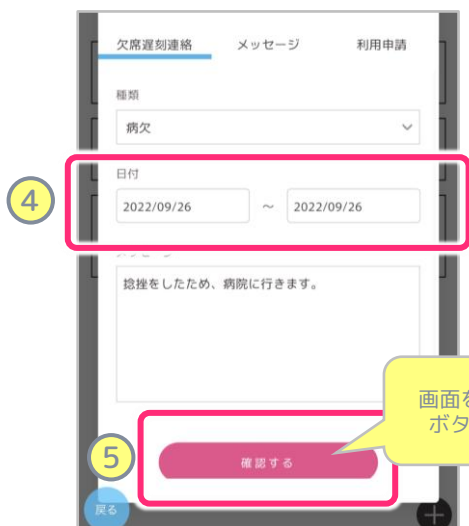 欠席遅刻連絡 メッセージ 利用申請
種類
病欠
④
日付
2022/09/26 ～ 2022/09/26
捻挫をしたため、病院に行きます。
画面を
ボタ
⑤
確認する
戻る